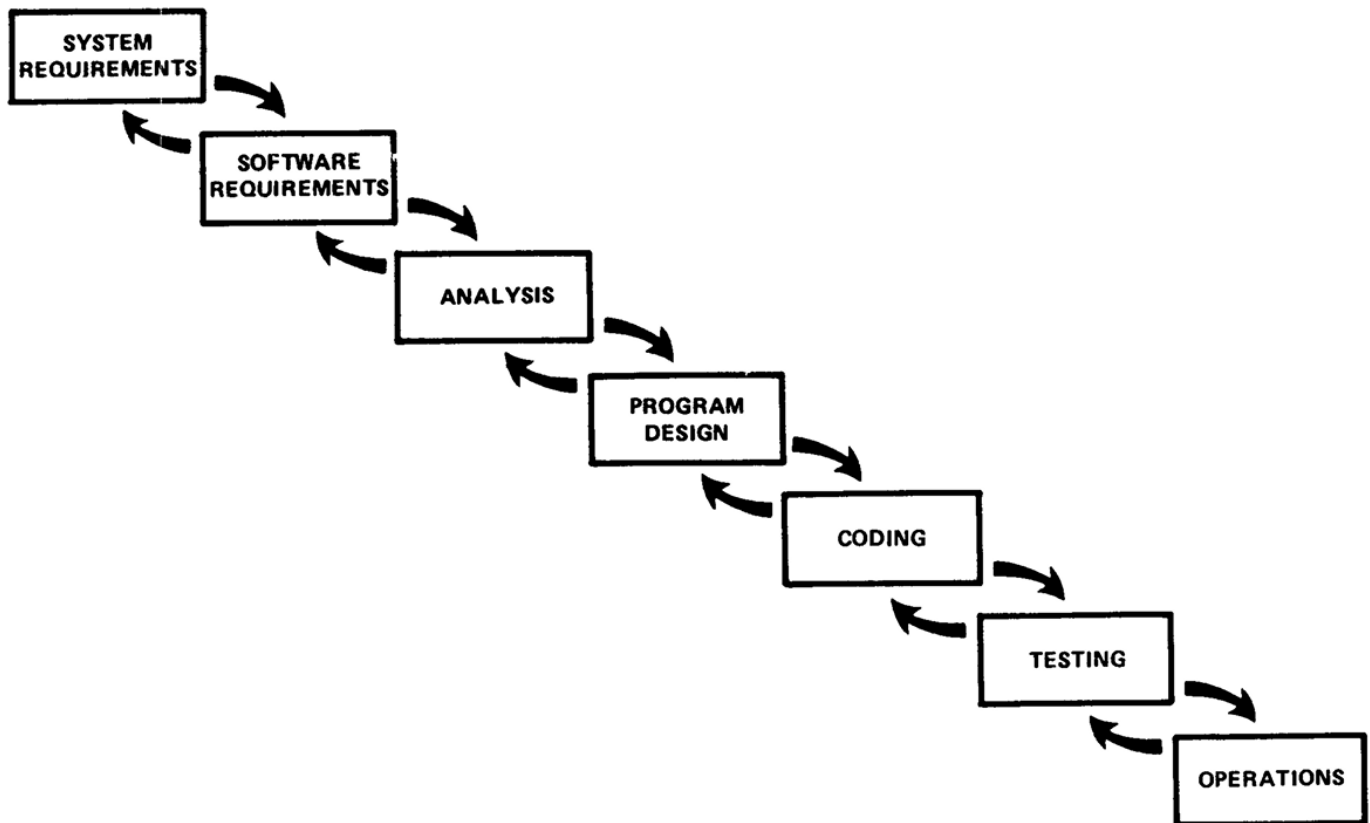 SYSTEM
REQUIREMENTS
SOFTWARE
REQUIREMENTS
ANALYSIS
PROGRAM
DESIGN
CODING
TESTING
OPERATIONS